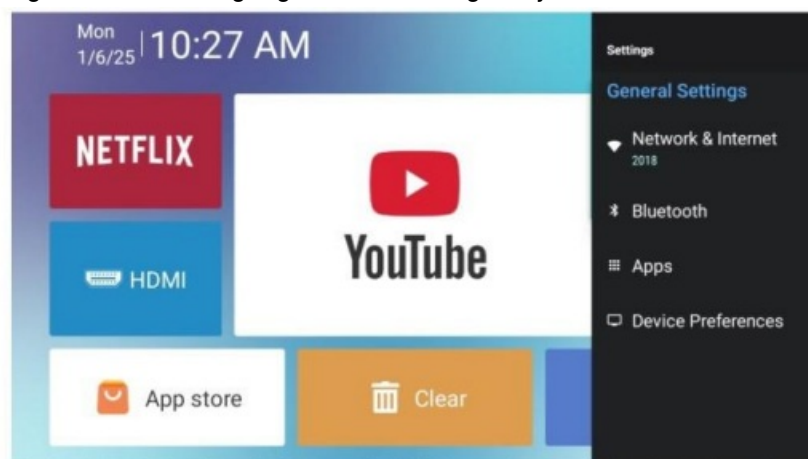 Mon
1/6/25 10:27 AM
NETFLIX
YouTube
HDMI
App store
Clear
Settings
General Settings
Network & Internet
2018
Bluetooth
Apps
Device Preferences